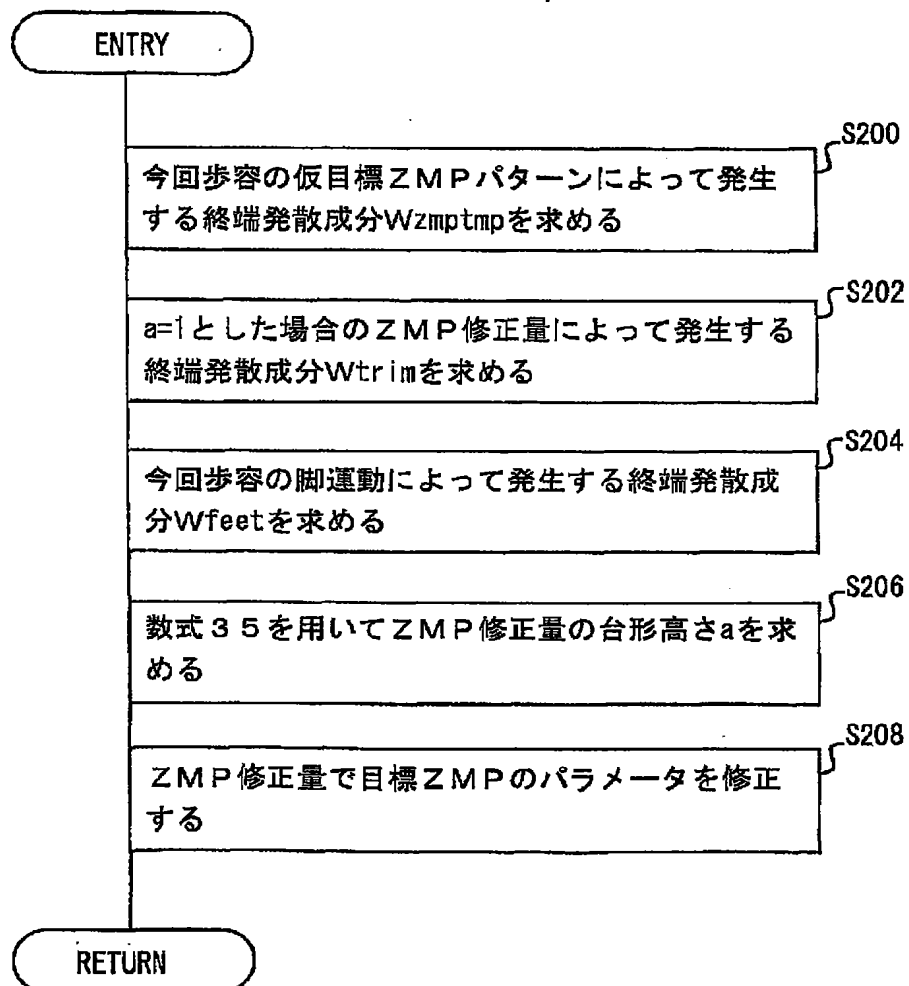 ENTRY
S200
今回歩容の仮目標ZMPパターンによって発生
する終端発散成分Wzmptmpを求める
S202
a=1とした場合のZMP修正量によって発生する
終端発散成分Wtrimを求める
S204
今回歩容の脚運動によって発生する終端発散成
分Wfeetを求める
S206
数式35を用いてZMP修正量の台形高さaを求
める
S208
ZMP修正量で目標ZMPのパラメータを修正
する
RETURN